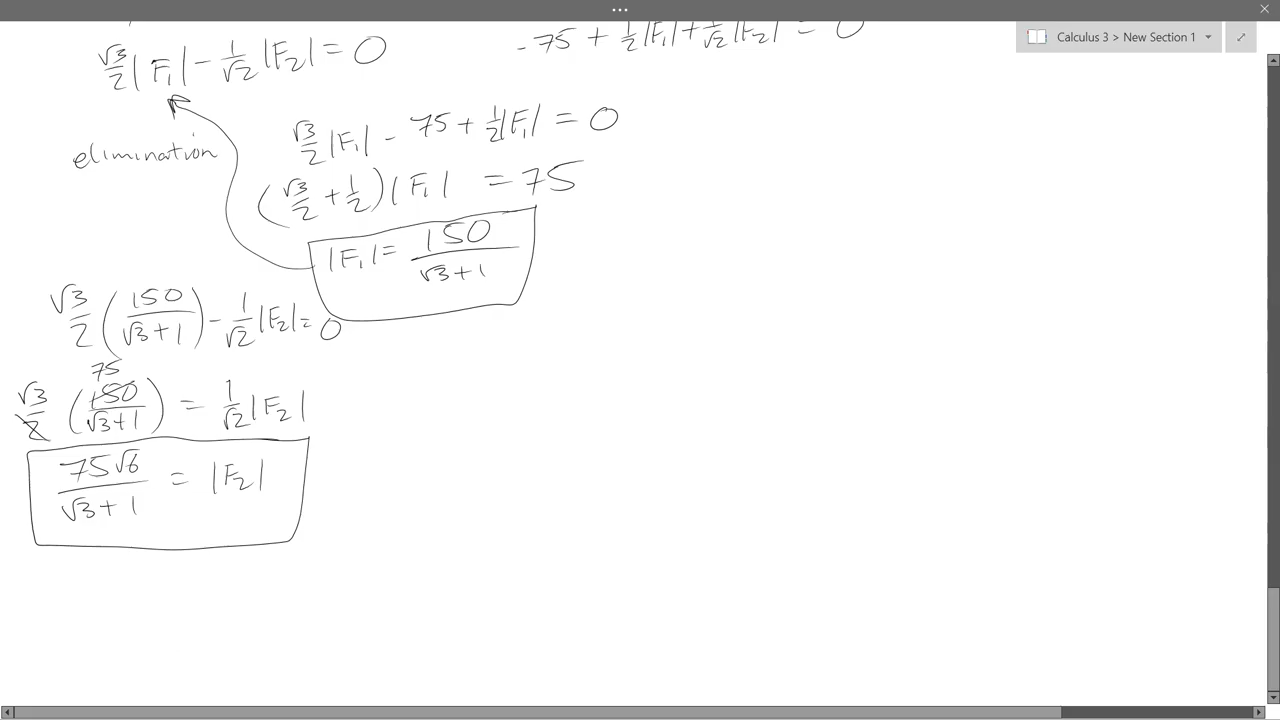 Calculus 3 > New Section 1
√3/2 |F₁| - 1/√2 |F₂| = 0
-75 + 1/2 |F₁| + 1/√2 |F₂| = 0
elimination
√3/2 |F₁| - 75 + 1/2 |F₁| = 0
(√3/2 + 1/2) |F₁| = 75
|F₁| = 150/(√3+1)
√3/2 (150/(√3+1)) - 1/√2 |F₂| = 0
75
√3/2 (150/(√3+1)) = 1/√2 |F₂|
75√6/(√3+1) = |F₂|